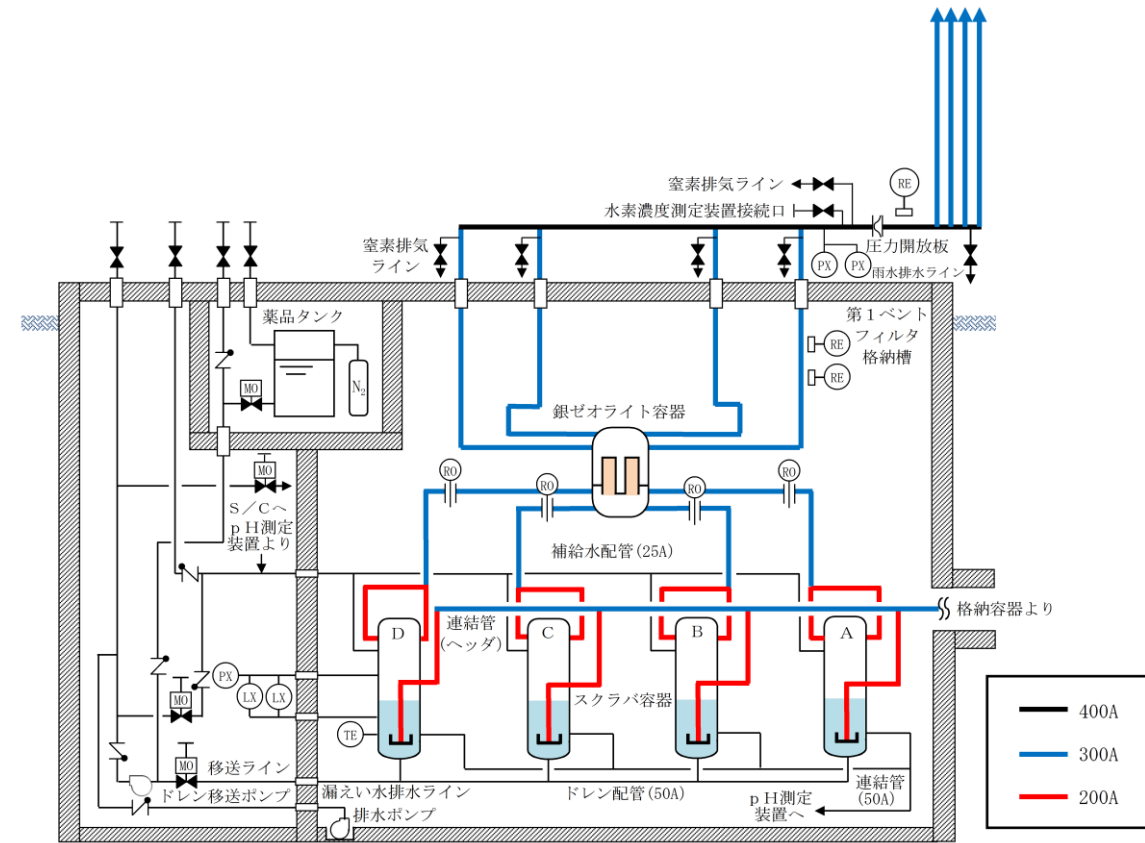 窒素排気ライン
RE
水素濃度測定装置接続口
窒素排気
ライン
圧力開放板
PX
PX
雨水排水ライン
薬品タンク
第１ベント
フィルタ
格納槽
RE
RE
MO
N₂
銀ゼオライト容器
MO
RO
RO
RO
RO
Ｓ／Ｃへ
ｐＨ測定
装置より
補給水配管(25A)
格納容器より
連結管
(ヘッダ)
D
C
B
A
PX
LX
LX
MO
スクラバ容器
TE
MO
移送ライン
ドレン移送ポンプ
漏えい水排水ライン
排水ポンプ
ドレン配管(50A)
ｐＨ測定
装置へ
連結管
(50A)
400A
300A
200A